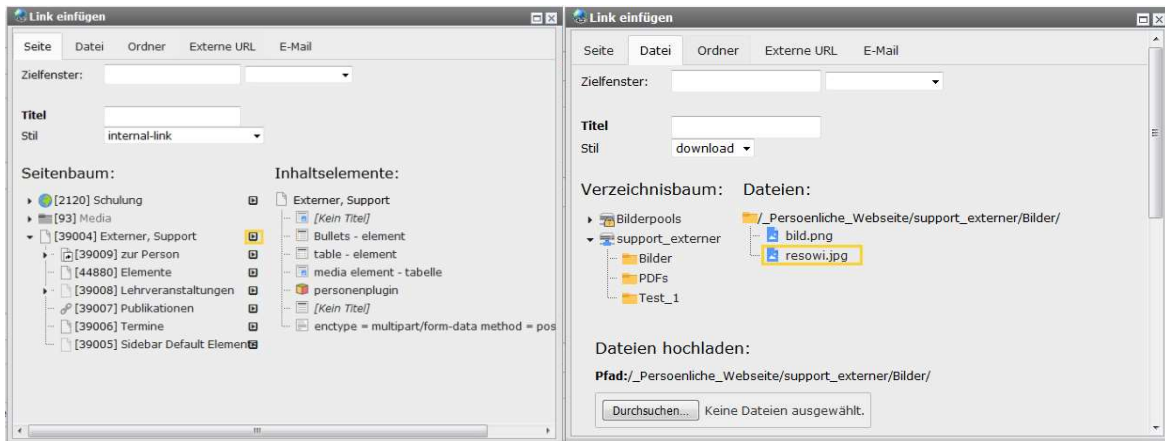 Link einfügen
Seite Datei Ordner Externe URL E-Mail
Zielfenster:
Titel
Stil internal-link
Seitenbaum:
[2120] Schulung
[93] Media
[39004] Externer, Support
[39009] zur Person
[44880] Elemente
[39008] Lehrveranstaltungen
[39007] Publikationen
[39006] Termine
[39005] Sidebar Default Element
Inhaltselemente:
Externer, Support
[Kein Titel]
Bullets - element
table - element
media element - tabelle
personenplugin
[Kein Titel]
enctype = multipart/form-data method = pos
Link einfügen
Seite Datei Ordner Externe URL E-Mail
Zielfenster:
Titel
Stil download
Verzeichnisbaum:
Bilderpools
support_externer
Bilder
PDFs
Test_1
Dateien:
/_Persoenliche_Webseite/support_externer/Bilder/
bild.png
resowi.jpg
Dateien hochladen:
Pfad:/_Persoenliche_Webseite/support_externer/Bilder/
Durchsuchen... Keine Dateien ausgewählt.